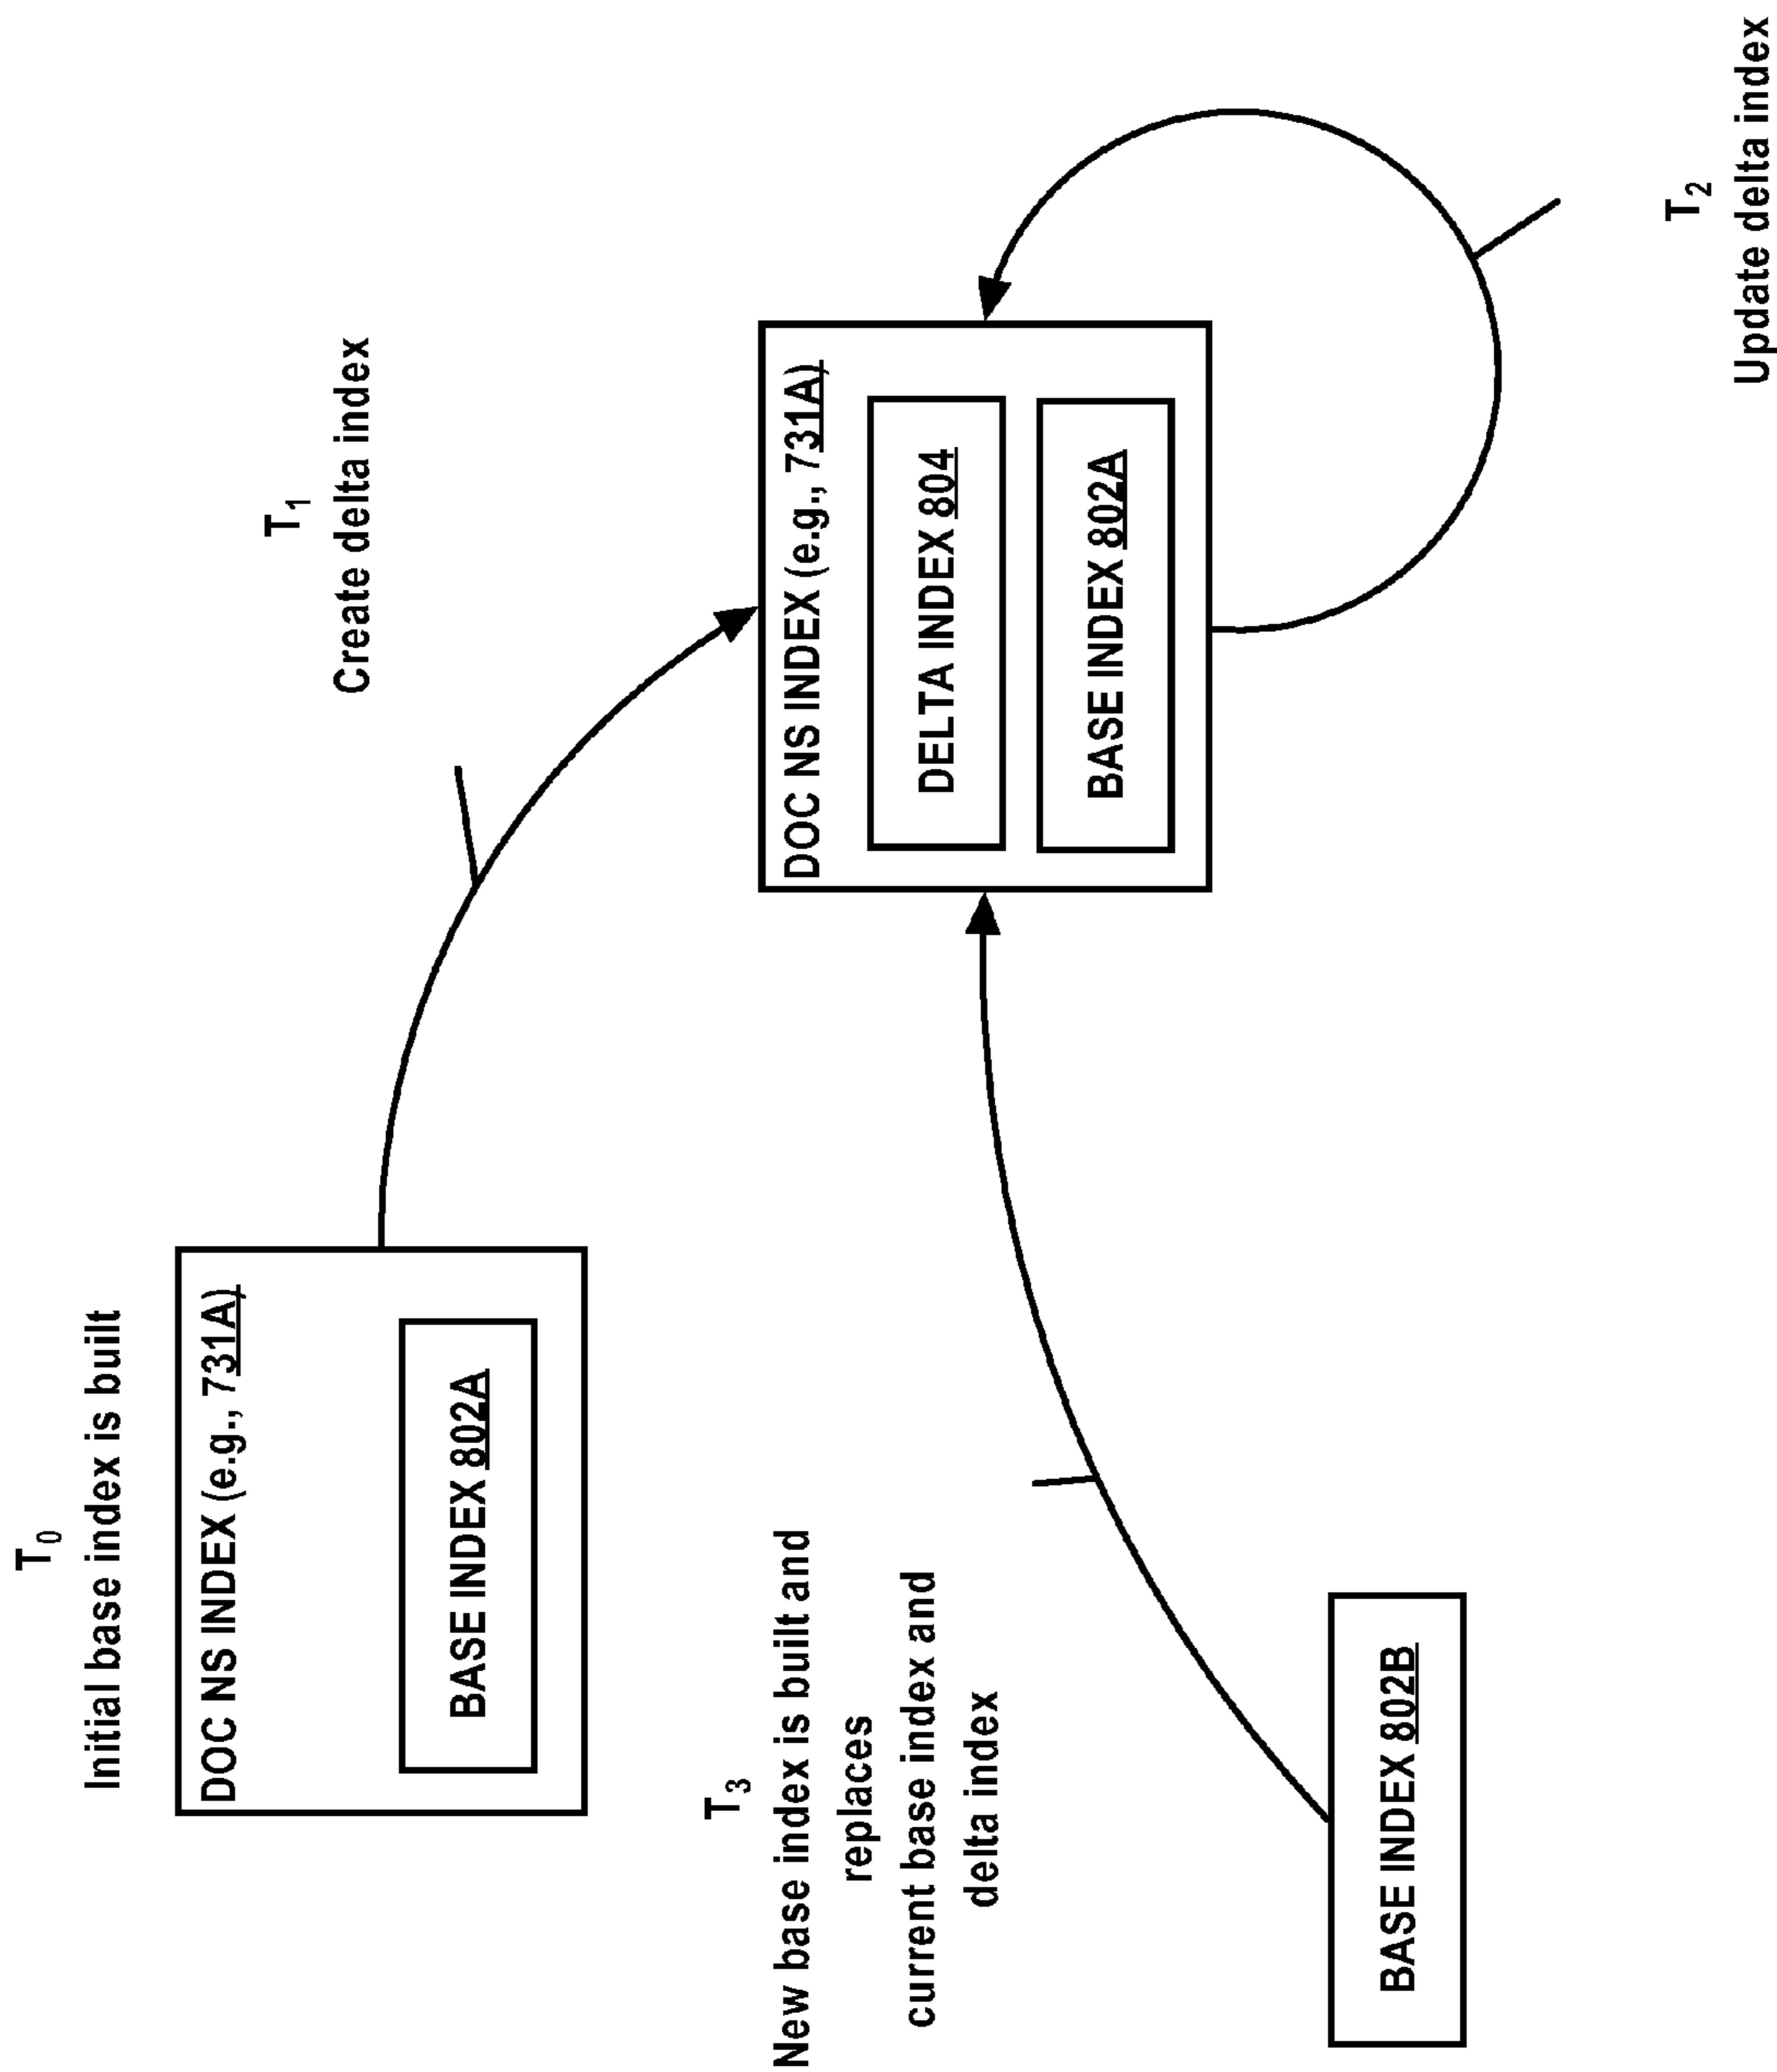 T0
Initial base index is built
DOC NS INDEX (e.g., 731A)
BASE INDEX 802A
T1
Create delta index
DOC NS INDEX (e.g., 731A)
DELTA INDEX 804
BASE INDEX 802A
T3
New base index is built and
replaces
current base index and
delta index
BASE INDEX 802B
T2
Update delta index